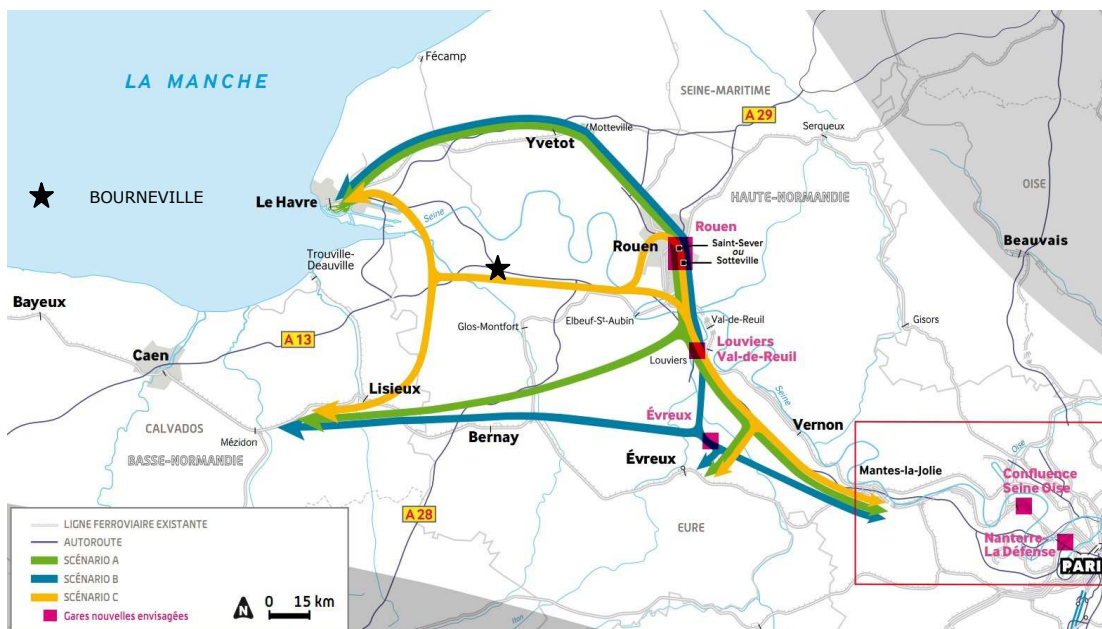 Fécamp
LA MANCHE
SEINE-MARITIME
A 29
Motteville
Yvetot
Serqueux
OISE
BOURNEVILLE
Le Havre
Seine
HAUTE-NORMANDIE
Rouen
Rouen
Saint-Sever
ou
Sotteville
Beauvais
Trouville-
Deauville
Bayeux
Glos-Montfort
Elbeuf-St-Aubin
Val-de-Reuil
Gisors
A 13
Caen
Louviers
Louviers
Val-de-Reuil
Lisieux
Seine
CALVADOS
Mézidon
BASSE-NORMANDIE
Bernay
Évreux
Évreux
Vernon
Oise
Mantes-la-Jolie
Confluence
Seine Oise
A 28
EURE
Nanterre-
La Défense
PARI
Iton
LIGNE FERROVIAIRE EXISTANTE
AUTOROUTE
SCÉNARIO A
SCÉNARIO B
SCÉNARIO C
Gares nouvelles envisagées
N
0 15 km